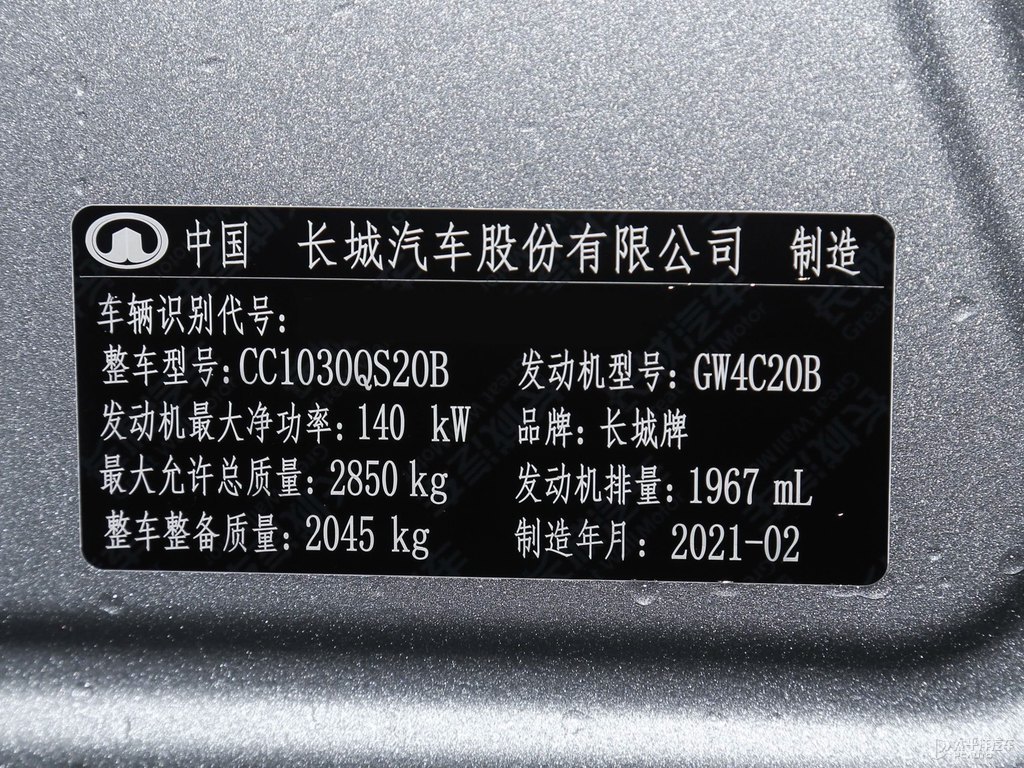 中国 长城汽车股份有限公司 制造
车辆识别代号:
整车型号:CC1030QS20B 发动机型号:GW4C20B
发动机最大净功率:140 kW 品牌:长城牌
最大允许总质量:2850 kg 发动机排量:1967 mL
整车整备质量:2045 kg 制造年月:2021-02